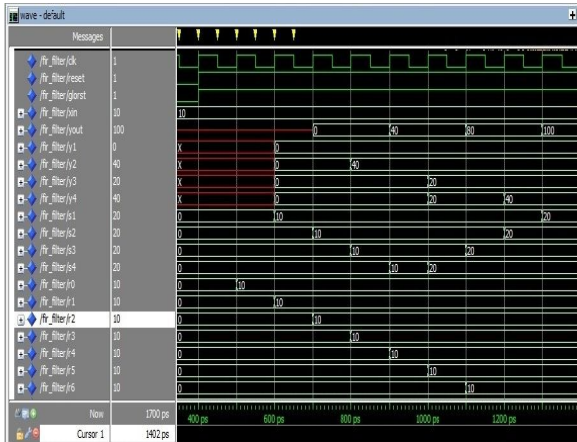 wave - default
Messages
/fir_filter/clk 1
/fir_filter/reset 1
/fir_filter/glorst 1
/fir_filter/xin 10 10
/fir_filter/yout 100 0 40 80 100
/fir_filter/y1 0 X 0
/fir_filter/y2 40 X 0 40
/fir_filter/y3 20 X 0 20
/fir_filter/y4 40 X 0 20 40
/fir_filter/s1 20 0 10 20
/fir_filter/s2 20 0 10 20
/fir_filter/s3 20 0 10 20
/fir_filter/s4 20 0 10 20
/fir_filter/r0 10 0 10
/fir_filter/r1 10 0 10
/fir_filter/r2 10 0 10
/fir_filter/r3 10 0 10
/fir_filter/r4 10 0 10
/fir_filter/r5 10 0 10
/fir_filter/r6 10 0 10
Now 1700 ps 400 ps 600 ps 800 ps 1000 ps 1200 ps
Cursor 1 1402 ps